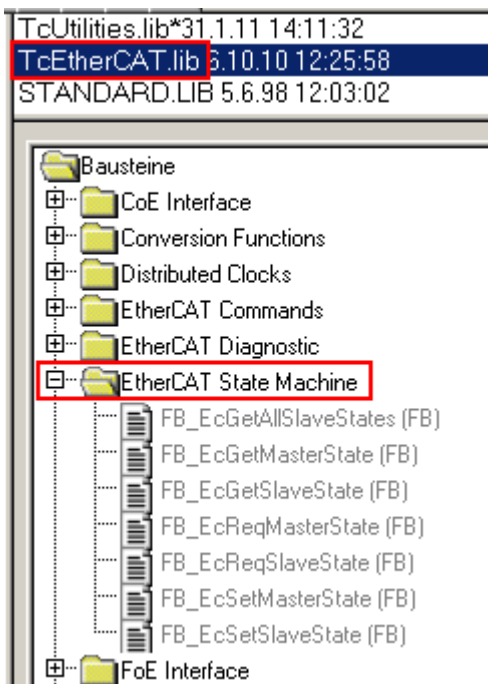 TcUtilities.lib*31.1.11 14:11:32
TcEtherCAT.lib 6.10.10 12:25:58
STANDARD.LIB 5.6.98 12:03:02
Bausteine
CoE Interface
Conversion Functions
Distributed Clocks
EtherCAT Commands
EtherCAT Diagnostic
EtherCAT State Machine
FB_EcGetAllSlaveStates (FB)
FB_EcGetMasterState (FB)
FB_EcGetSlaveState (FB)
FB_EcReqMasterState (FB)
FB_EcReqSlaveState (FB)
FB_EcSetMasterState (FB)
FB_EcSetSlaveState (FB)
FoE Interface